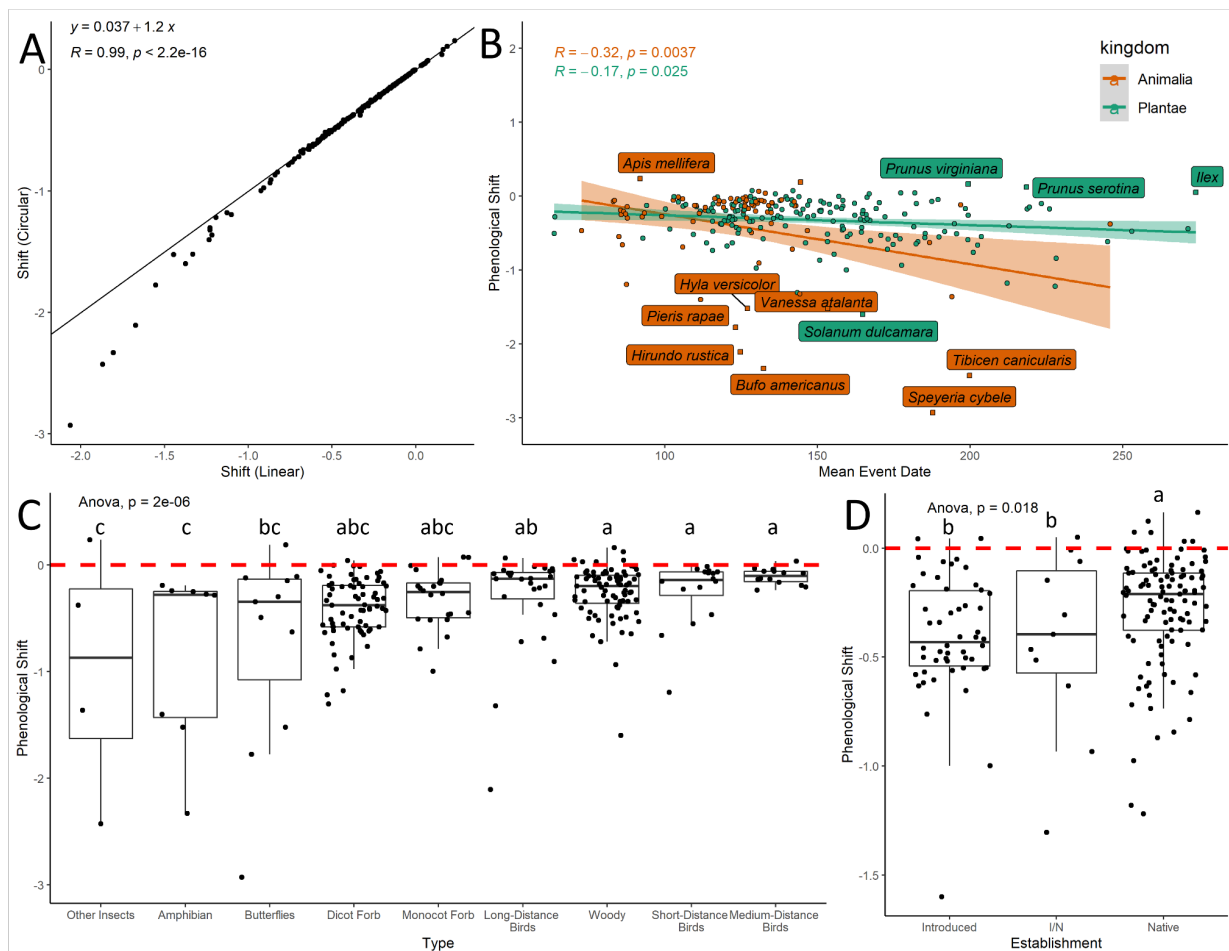 A
y = 0.037 + 1.2 x
R = 0.99, p < 2.2e-16
Shift (Circular)
0
-1
-2
-3
-2.0
-1.5
-1.0
-0.5
0.0
Shift (Linear)
B
R = −0.32, p = 0.0037
R = −0.17, p = 0.025
kingdom
a Animalia
a Plantae
Phenological Shift
2
1
0
-1
-2
-3
Apis mellifera
Prunus virginiana
Prunus serotina
Ilex
Hyla versicolor
Vanessa atalanta
Pieris rapae
Solanum dulcamara
Hirundo rustica
Tibicen canicularis
Bufo americanus
Speyeria cybele
100
150
200
250
Mean Event Date
C
Anova, p = 2e-06
c
c
bc
abc
abc
ab
a
a
a
Phenological Shift
0
-1
-2
-3
Other Insects
Amphibian
Butterflies
Dicot Forb
Monocot Forb
Long-Distance
Birds
Woody
Short-Distance
Birds
Medium-Distance
Birds
Type
D
Anova, p = 0.018
b
b
a
Phenological Shift
0.0
-0.5
-1.0
-1.5
Introduced
I/N
Native
Establishment